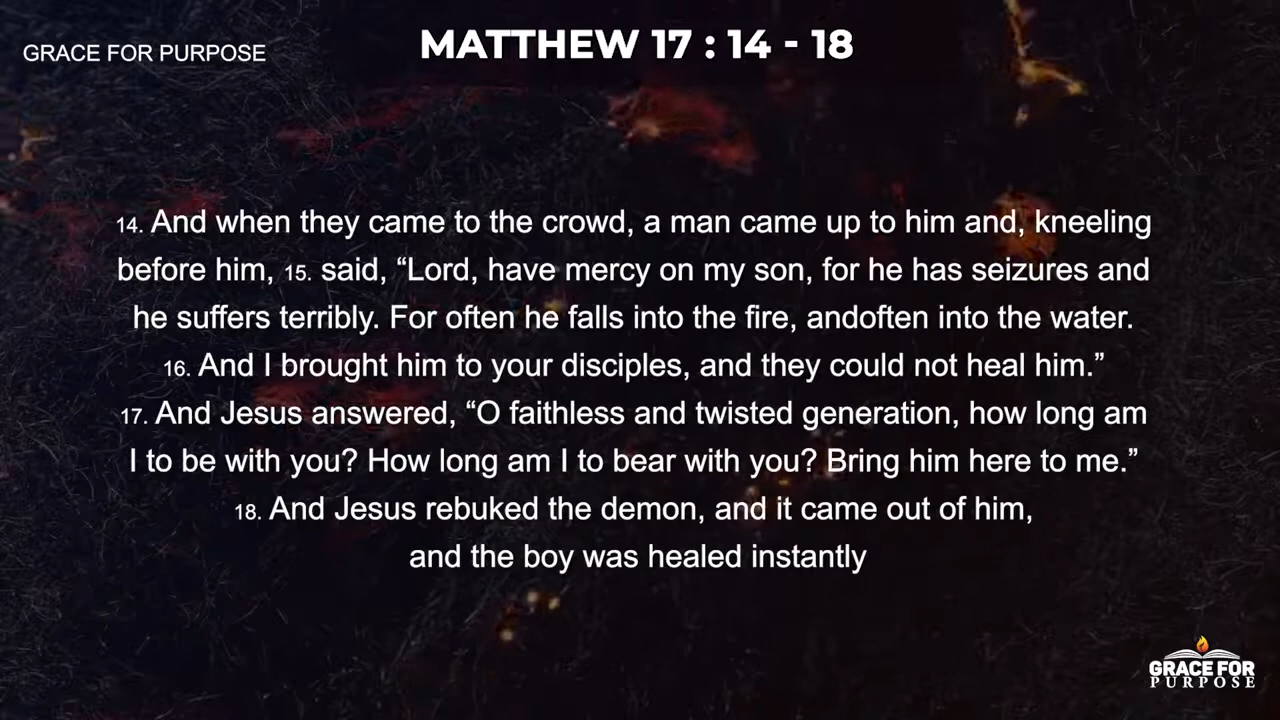 GRACE FOR PURPOSE
MATTHEW 17 : 14 - 18
14. And when they came to the crowd, a man came up to him and, kneeling
before him, 15. said, “Lord, have mercy on my son, for he has seizures and
he suffers terribly. For often he falls into the fire, andoften into the water.
16. And I brought him to your disciples, and they could not heal him.”
17. And Jesus answered, “O faithless and twisted generation, how long am
I to be with you? How long am I to bear with you? Bring him here to me.”
18. And Jesus rebuked the demon, and it came out of him,
and the boy was healed instantly
GRACE FOR
PURPOSE